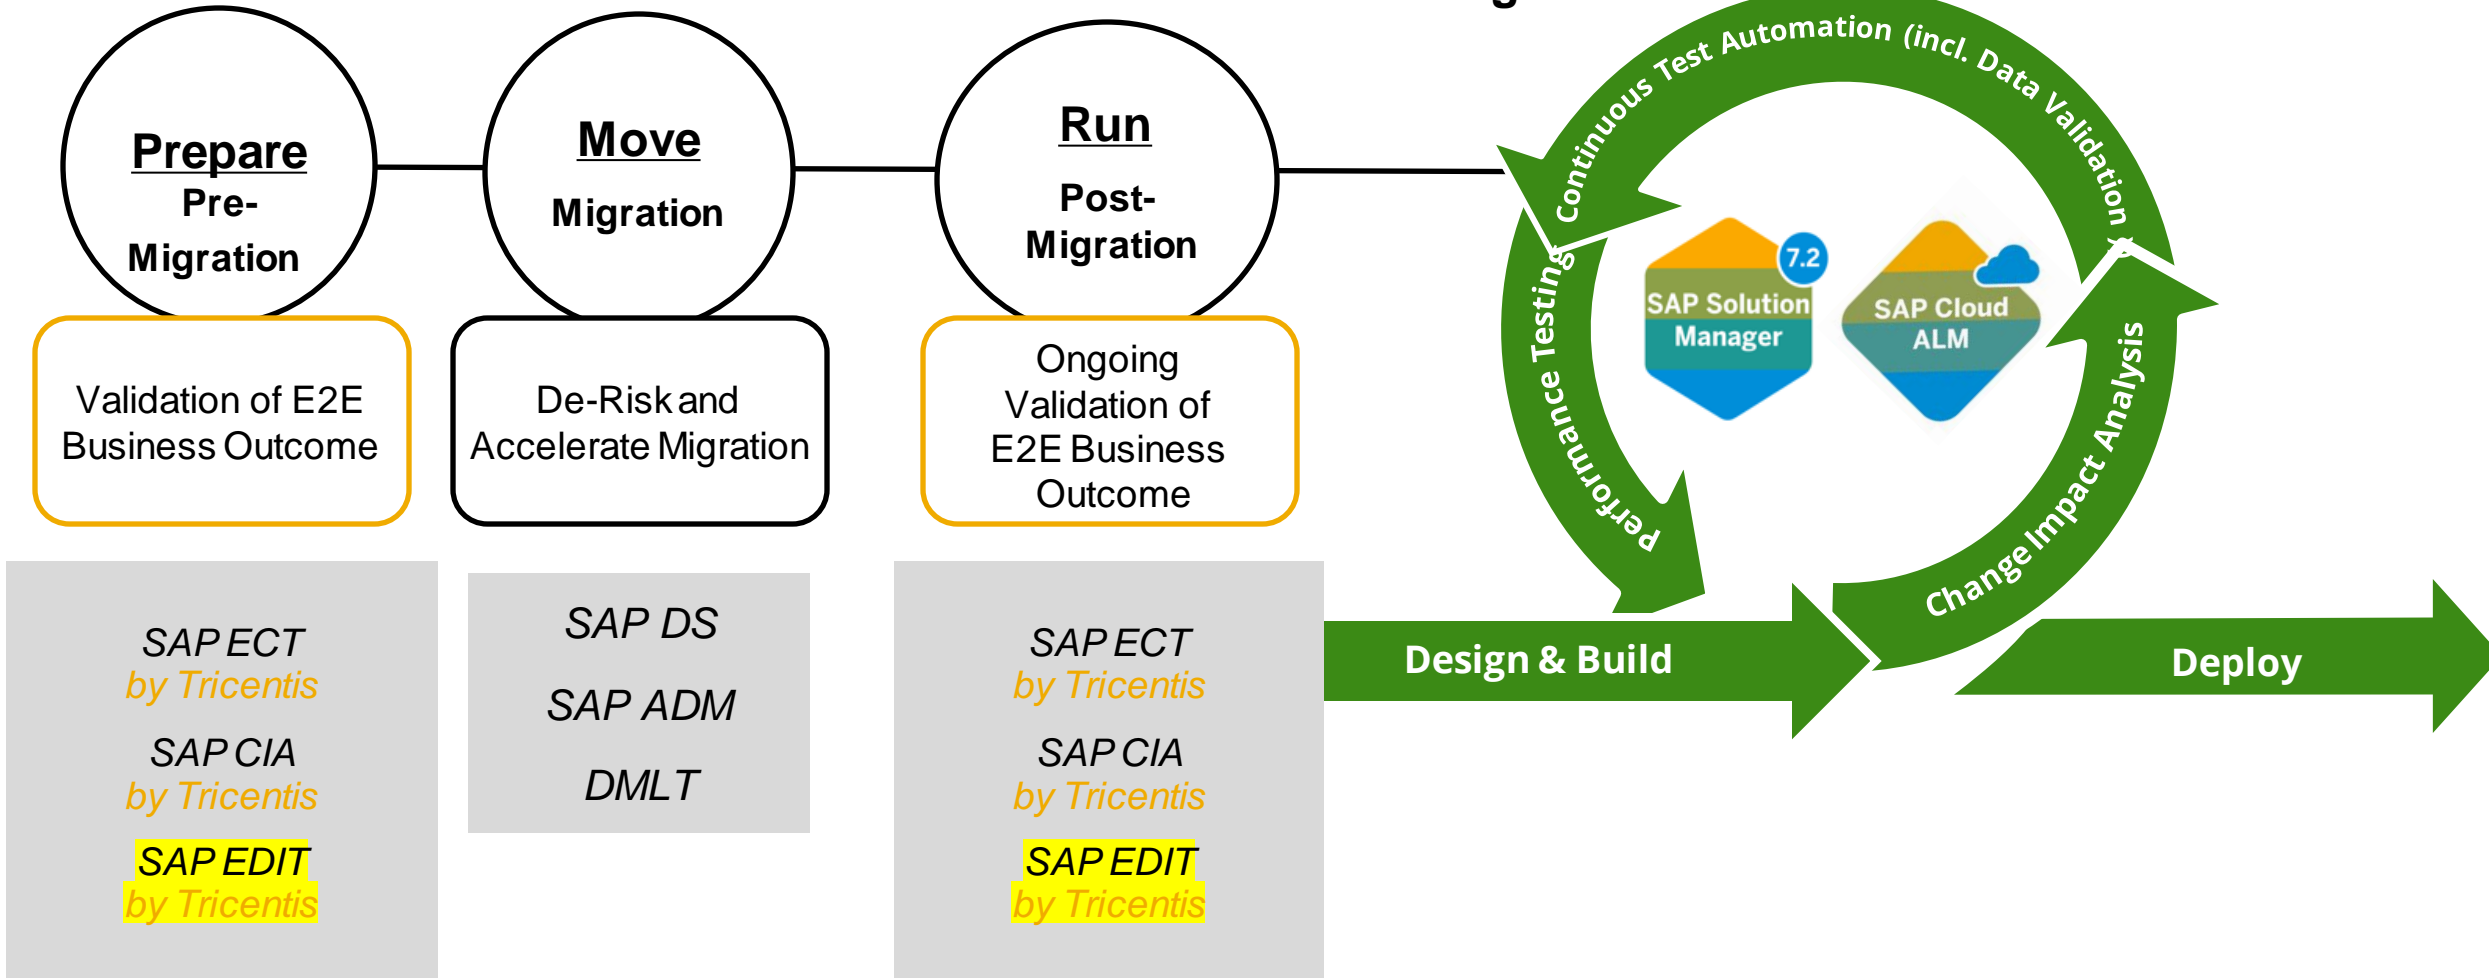 Prepare
Pre-
Migration
Validation of E2E
Business Outcome
SAP ECT
by Tricentis
SAP CIA
by Tricentis
SAP EDIT
by Tricentis
Move
Migration
De-Risk and
Accelerate Migration
SAP DS
SAP ADM
DMLT
Run
Post-
Migration
Ongoing
Validation of
E2E Business
Outcome
SAP ECT
by Tricentis
SAP CIA
by Tricentis
SAP EDIT
by Tricentis
Continuous Test Automation (incl. Data Validation )
Performance Testing
Change Impact Analysis
7.2
SAP Solution
Manager
SAP Cloud
ALM
Design & Build
Deploy